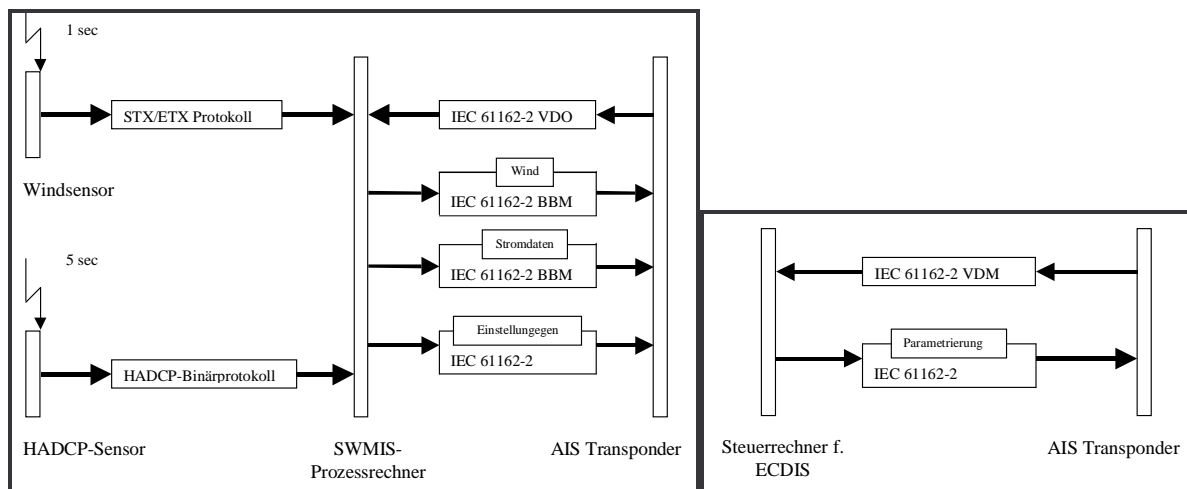 1 sec
STX/ETX Protokoll
IEC 61162-2 VDO
Windsensor
Wind
IEC 61162-2 BBM
Stromdaten
IEC 61162-2 BBM
5 sec
Einstellungegen
IEC 61162-2
HADCP-Binärprotokoll
HADCP-Sensor
SWMIS-
Prozessrechner
AIS Transponder
IEC 61162-2 VDM
Parametrierung
IEC 61162-2
Steuerrechner f.
ECDIS
AIS Transponder